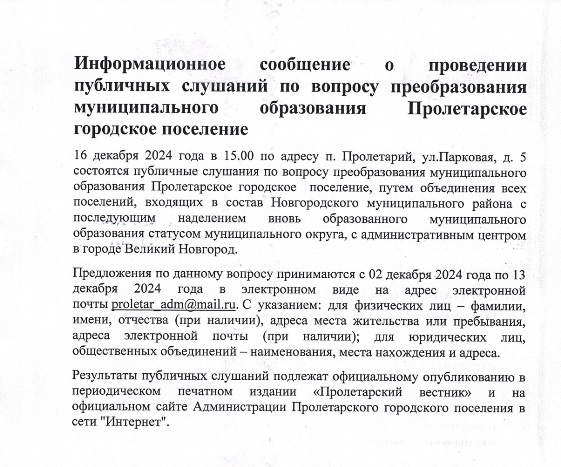 Информационное сообщение о проведении
публичных слушаний по вопросу преобразования
муниципального образования Пролетарское
городское поселение
16 декабря 2024 года в 15.00 по адресу п. Пролетарий, ул.Парковая, д. 5
состоятся публичные слушания по вопросу преобразования муниципального
образования Пролетарское городское поселение, путем объединения всех
поселений, входящих в состав Новгородского муниципального района с
последующим наделением вновь образованного муниципального
образования статусом муниципального округа, с административным центром
в городе Великий Новгород.
Предложения по данному вопросу принимаются с 02 декабря 2024 года по 13
декабря 2024 года в электронном виде на адрес электронной
почты proletar_adm@mail.ru. С указанием: для физических лиц – фамилии,
имени, отчества (при наличии), адреса места жительства или пребывания,
адреса электронной почты (при наличии); для юридических лиц,
общественных объединений – наименования, места нахождения и адреса.
Результаты публичных слушаний подлежат официальному опубликованию в
периодическом печатном издании «Пролетарский вестник» и на
официальном сайте Администрации Пролетарского городского поселения в
сети "Интернет".